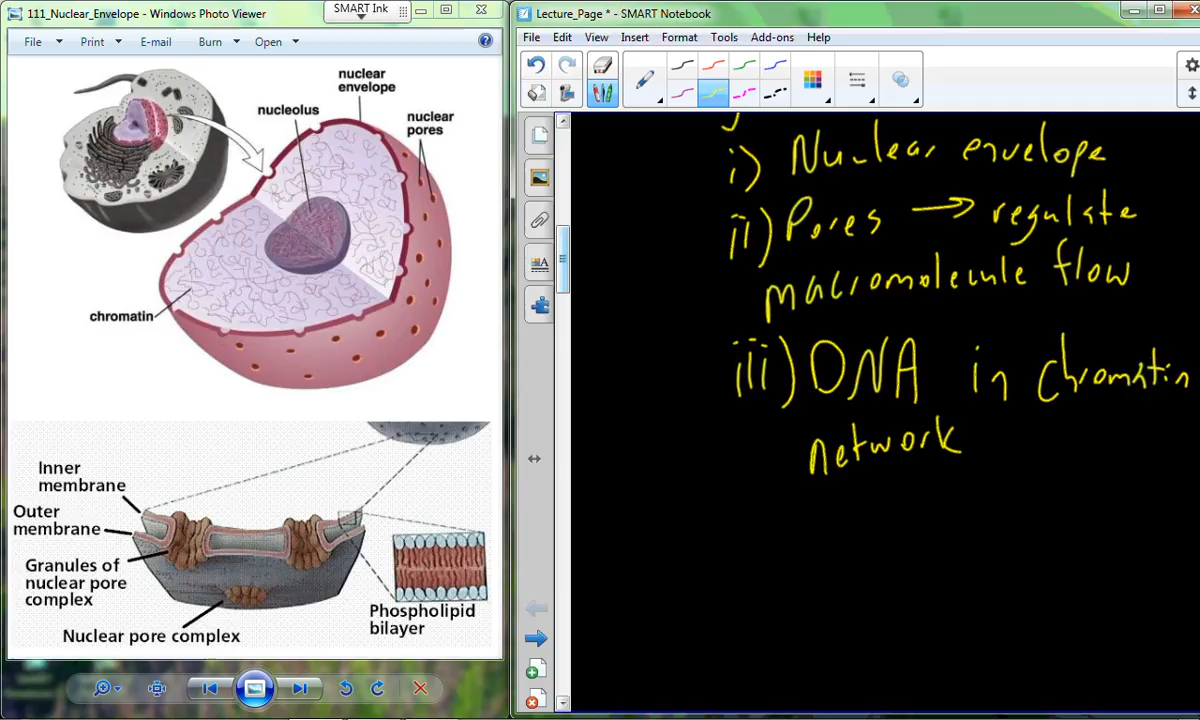 111_Nuclear_Envelope - Windows Photo Viewer
SMART Ink
File Print E-mail Burn Open
nuclear
envelope
nucleolus
nuclear
pores
chromatin
Inner
membrane
Outer
membrane
Granules of
nuclear pore
complex
Nuclear pore complex
Phospholipid
bilayer
Lecture_Page * - SMART Notebook
File Edit View Insert Format Tools Add-ons Help
i) Nuclear envelope
ii) Pores → regulate
macromolecule flow
iii) DNA in chromatin
network